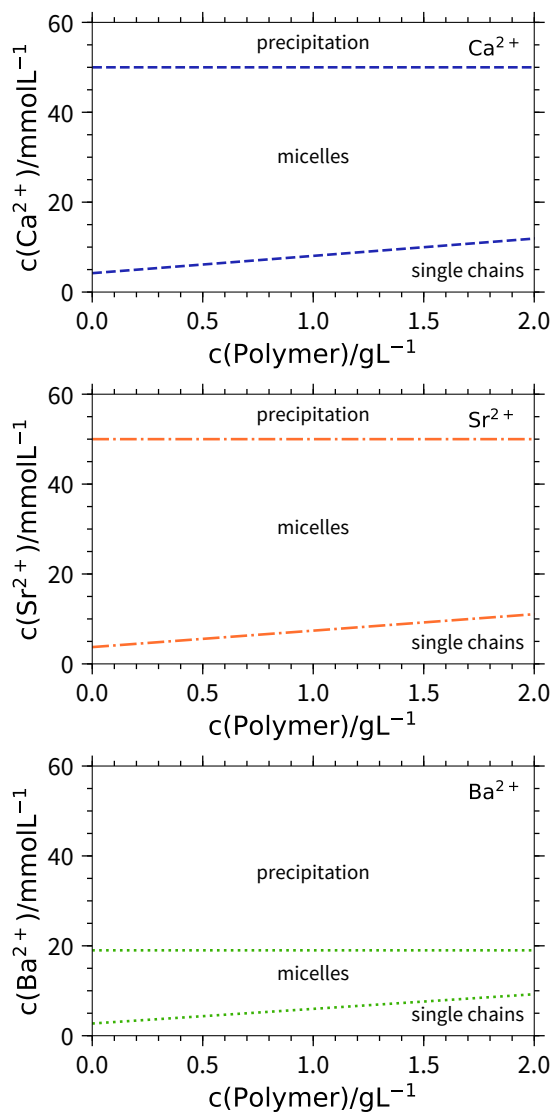 60
precipitation
Ca²⁺
40
micelles
20
single chains
0
c(Ca²⁺)/mmolL⁻¹
0.0 0.5 1.0 1.5 2.0
c(Polymer)/gL⁻¹
60
precipitation
Sr²⁺
40
micelles
20
single chains
0
c(Sr²⁺)/mmolL⁻¹
0.0 0.5 1.0 1.5 2.0
c(Polymer)/gL⁻¹
60
Ba²⁺
40
precipitation
20
micelles
single chains
0
c(Ba²⁺)/mmolL⁻¹
0.0 0.5 1.0 1.5 2.0
c(Polymer)/gL⁻¹